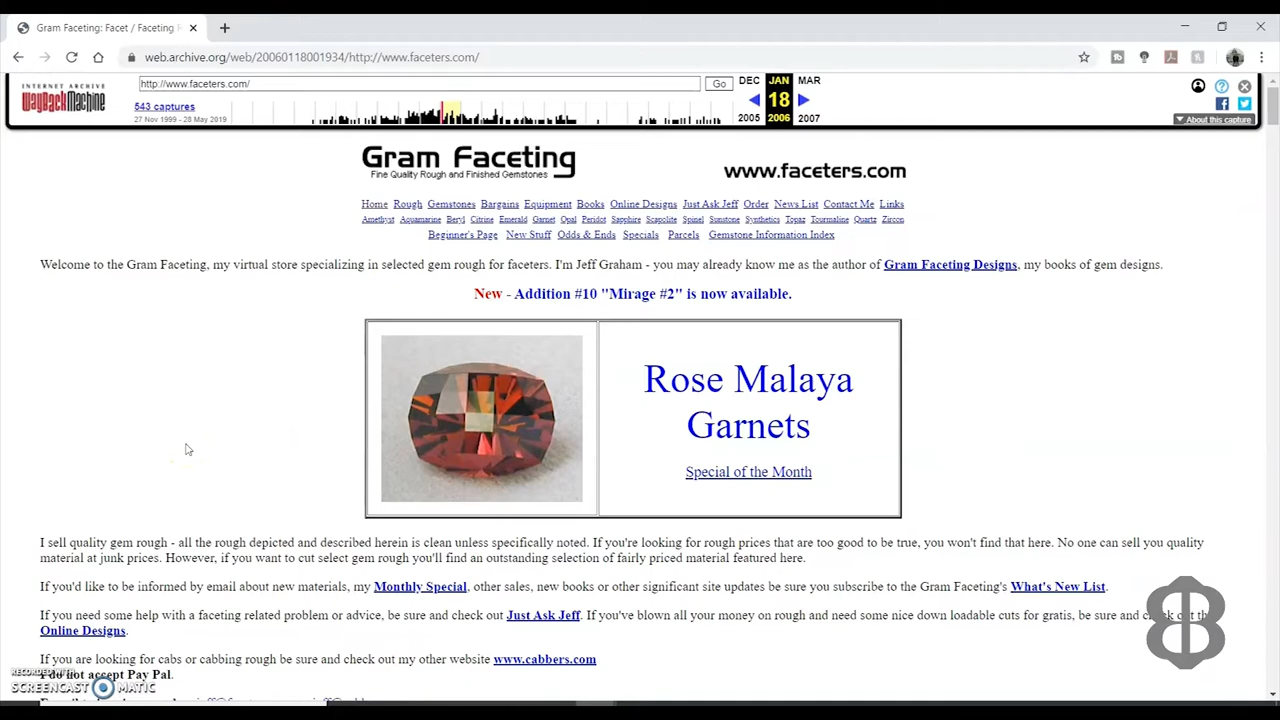 Gram Faceting: Facet / Faceting
web.archive.org/web/20060118001934/http://www.faceters.com/
INTERNET ARCHIVE
WayBackMachine
http://www.faceters.com/
Go
DEC JAN MAR
543 captures
18
27 Nov 1999 - 28 May 2019
2005 2006 2007
About this capture
Gram Faceting
Fine Quality Rough and Finished Gemstones
www.faceters.com
Home Rough Gemstones Bargains Equipment Books Online Designs Just Ask Jeff Order News List Contact Me Links
Amethyst Aquamarine Beryl Citrine Emerald Garnet Opal Peridot Sapphire Scapolite Spinel Sunstone Synthetics Topaz Tourmaline Quartz Zircon
Beginner's Page New Stuff Odds & Ends Specials Parcels Gemstone Information Index
Welcome to the Gram Faceting, my virtual store specializing in selected gem rough for faceters. I'm Jeff Graham - you may already know me as the author of Gram Faceting Designs, my books of gem designs.
New - Addition #10 "Mirage #2" is now available.
Rose Malaya
Garnets
Special of the Month
I sell quality gem rough - all the rough depicted and described herein is clean unless specifically noted. If you're looking for rough prices that are too good to be true, you won't find that here. No one can sell you quality
material at junk prices. However, if you want to cut select gem rough you'll find an outstanding selection of fairly priced material featured here.
If you'd like to be informed by email about new materials, my Monthly Special, other sales, new books or other significant site updates be sure you subscribe to the Gram Faceting's What's New List.
If you need some help with a faceting related problem or advice, be sure and check out Just Ask Jeff. If you've blown all your money on rough and need some nice down loadable cuts for gratis, be sure and check out the
Online Designs.
If you are looking for cabs or cabbing rough be sure and check out my other website www.cabbers.com
I do not accept Pay Pal.
RECORDED WITH
SCREENCAST MATIC